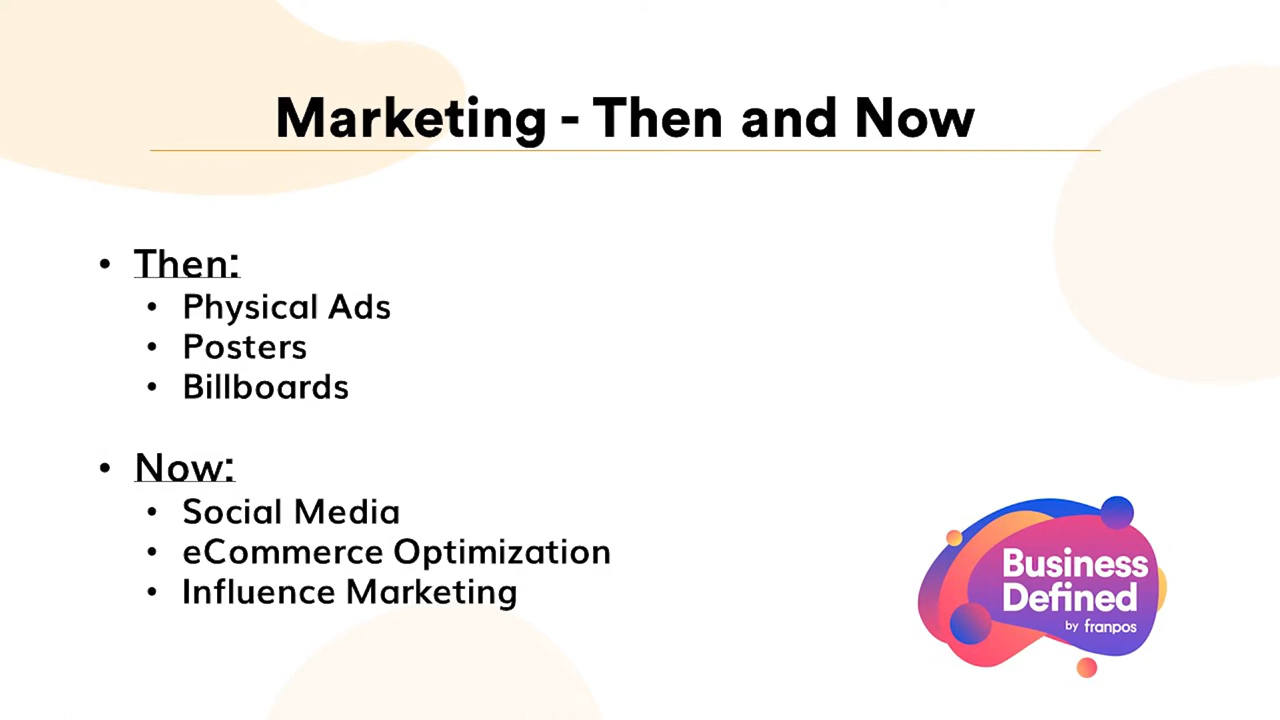 Marketing - Then and Now
• Then:
• Physical Ads
• Posters
• Billboards
• Now:
• Social Media
• eCommerce Optimization
• Influence Marketing
Business
Defined
by franpos